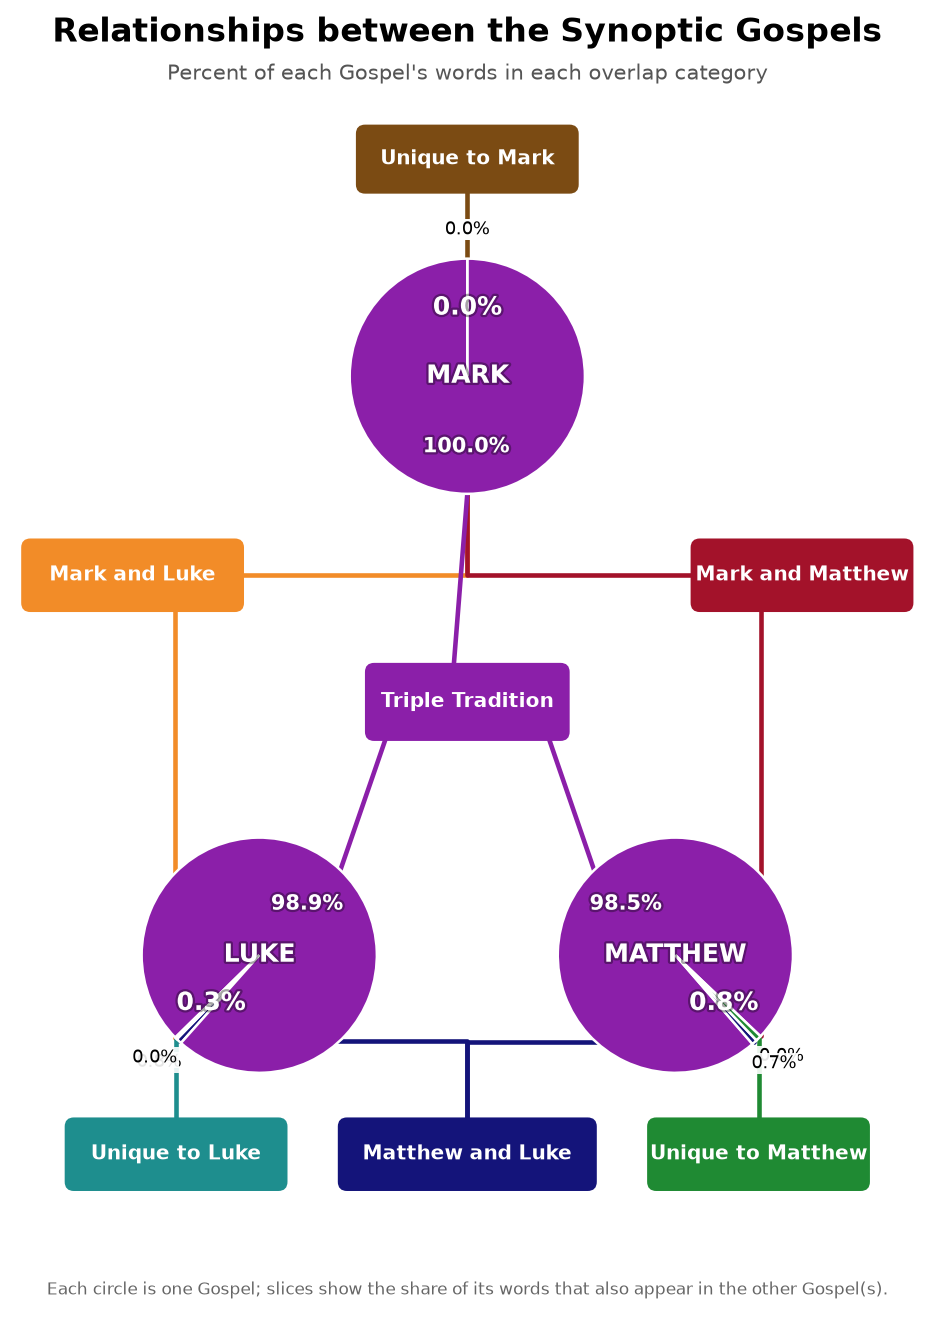 Relationships between the Synoptic Gospels
Percent of each Gospel's words in each overlap category
Unique to Mark
0.0%
0.0%
MARK
100.0%
Mark and Luke
Mark and Matthew
Triple Tradition
98.9%
98.5%
LUKE
MATTHEW
0.3%
0.8%
0.0%
0.7%
Unique to Luke
Matthew and Luke
Unique to Matthew
Each circle is one Gospel; slices show the share of its words that also appear in the other Gospel(s).